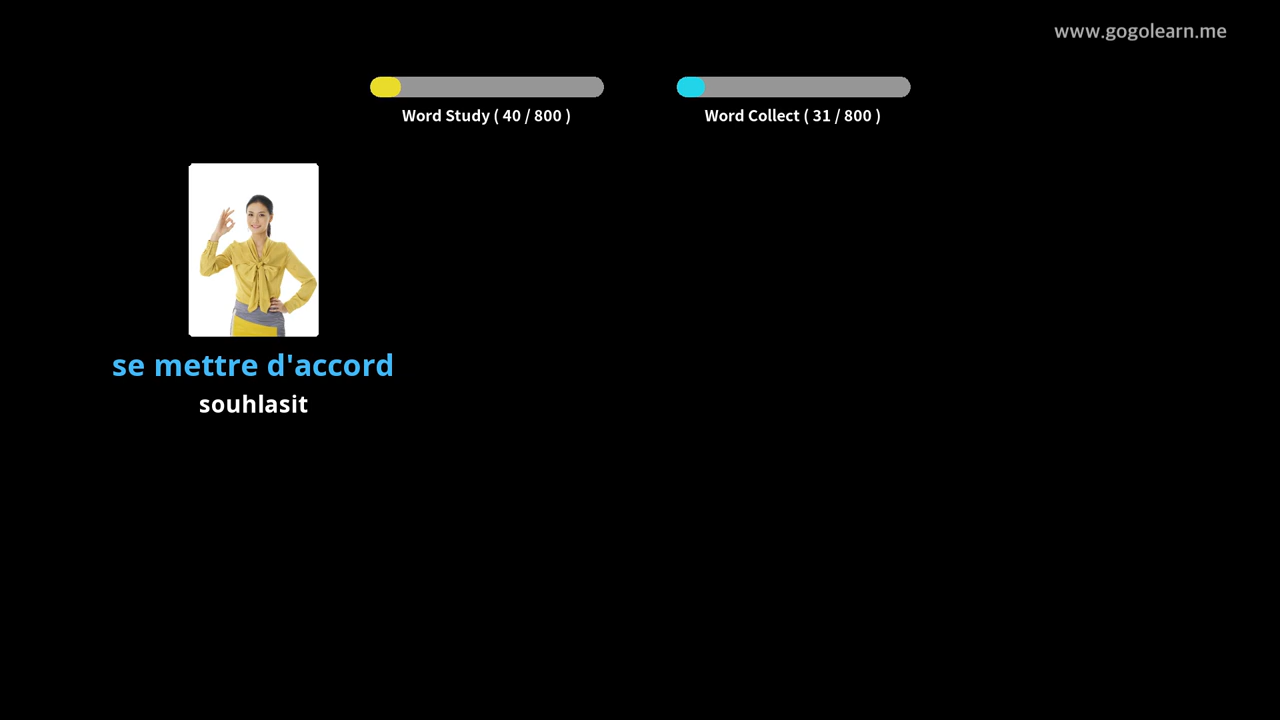 www.gogolearn.me
Word Study ( 40 / 800 )
Word Collect ( 31 / 800 )
se mettre d'accord
souhlasit